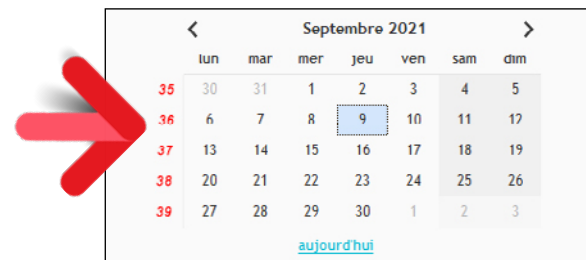 Septembre 2021
lun mar mer jeu ven sam dim
35 30 31 1 2 3 4 5
36 6 7 8 9 10 11 12
37 13 14 15 16 17 18 19
38 20 21 22 23 24 25 26
39 27 28 29 30 1 2 3
aujourd'hui